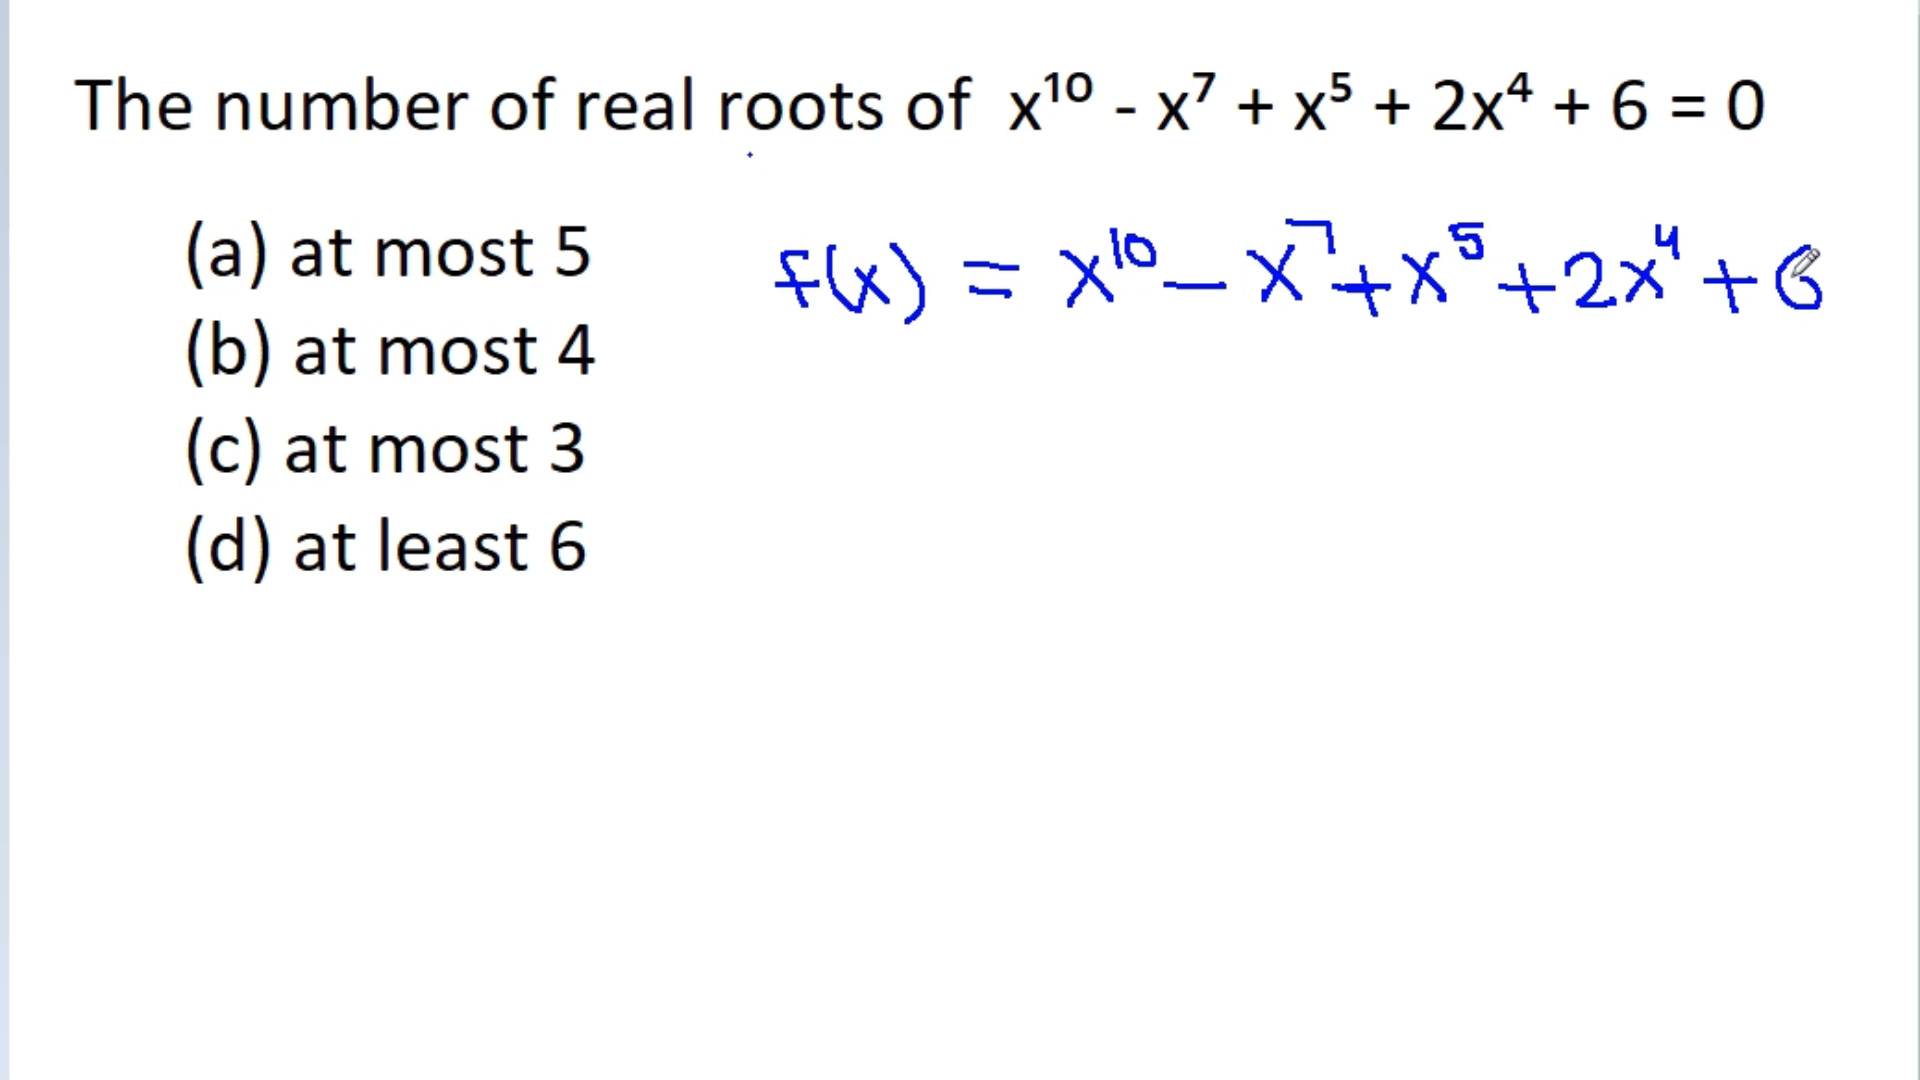 The number of real roots of x¹⁰ - x⁷ + x⁵ + 2x⁴ + 6 = 0
(a) at most 5
f(x) = x¹⁰ - x⁷ + x⁵ + 2x⁴ + 6
(b) at most 4
(c) at most 3
(d) at least 6